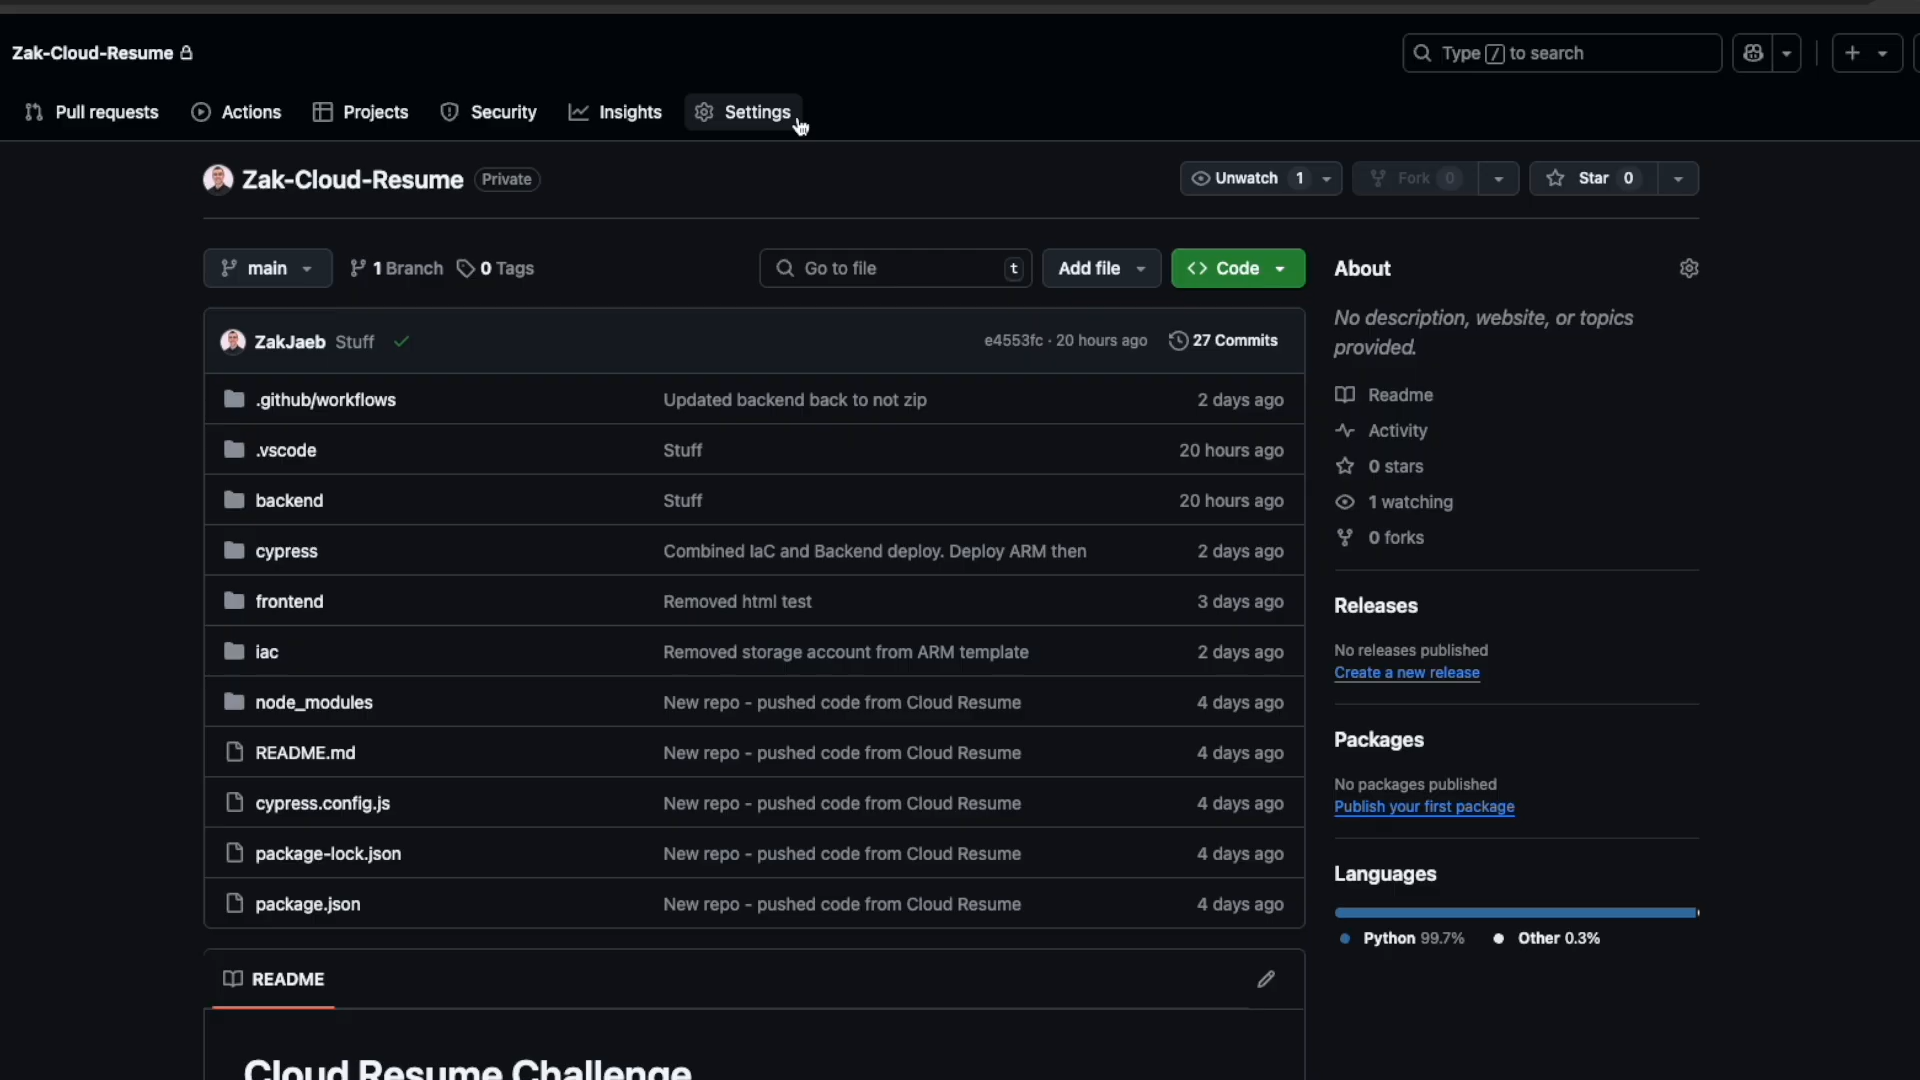 Zak-Cloud-Resume
Type / to search
Pull requests
Actions
Projects
Security
Insights
Settings
Zak-Cloud-Resume Private
Unwatch 1
Fork 0
Star 0
main
1 Branch
0 Tags
Go to file t
Add file
<> Code
ZakJaeb Stuff
e4553fc · 20 hours ago
27 Commits
.github/workflows Updated backend back to not zip 2 days ago
.vscode Stuff 20 hours ago
backend Stuff 20 hours ago
cypress Combined IaC and Backend deploy. Deploy ARM then 2 days ago
frontend Removed html test 3 days ago
iac Removed storage account from ARM template 2 days ago
node_modules New repo - pushed code from Cloud Resume 4 days ago
README.md New repo - pushed code from Cloud Resume 4 days ago
cypress.config.js New repo - pushed code from Cloud Resume 4 days ago
package-lock.json New repo - pushed code from Cloud Resume 4 days ago
package.json New repo - pushed code from Cloud Resume 4 days ago
README
Cloud Resume Challenge
About
No description, website, or topics
provided.
Readme
Activity
0 stars
1 watching
0 forks
Releases
No releases published
Create a new release
Packages
No packages published
Publish your first package
Languages
Python 99.7%
Other 0.3%